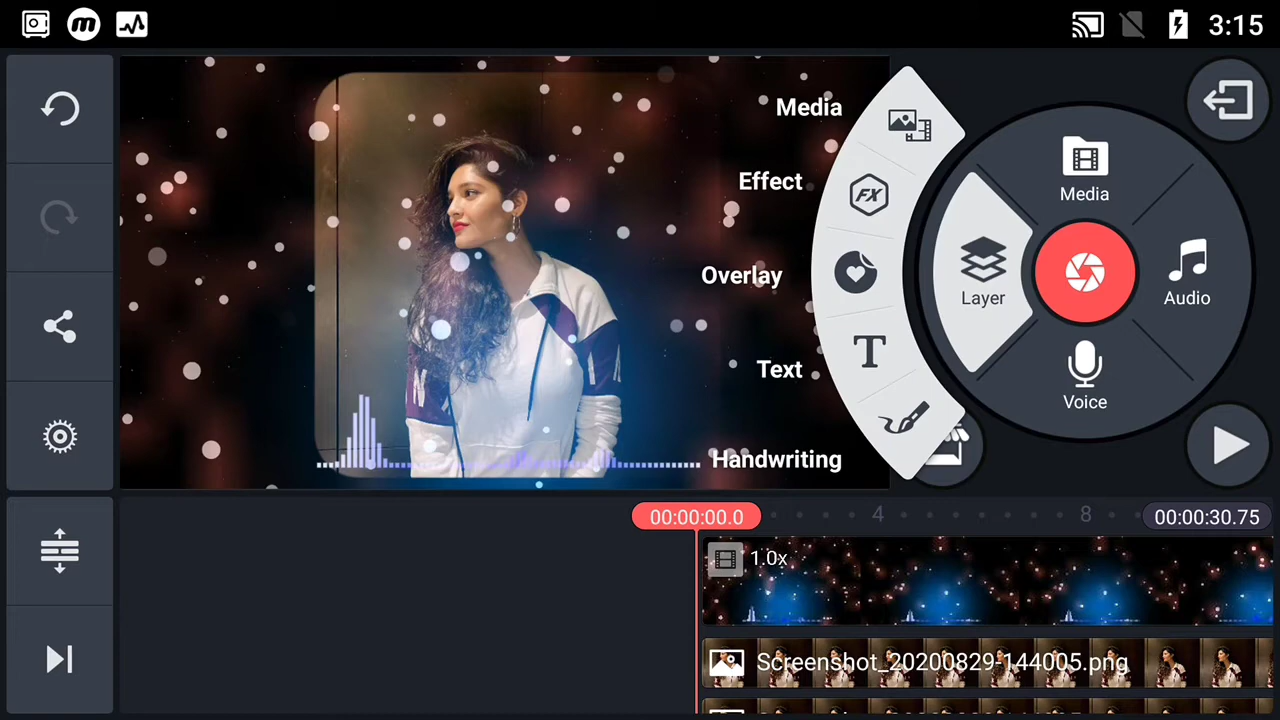 3:15
Media
Effect
Overlay
Text
Handwriting
FX
T
Media
Layer
Audio
Voice
00:00:00.0
4
8
00:00:30.75
1.0x
Screenshot_20200829-144005.png